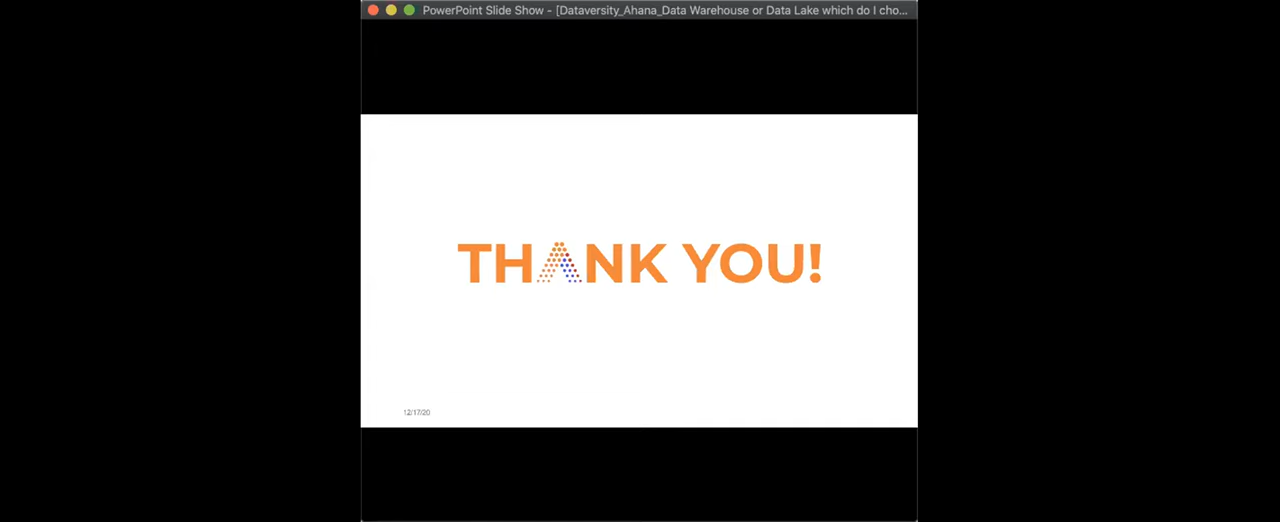 PowerPoint Slide Show - [Dataversity_Ahana_Data Warehouse or Data Lake which do I cho...
THANK YOU!
12/17/20